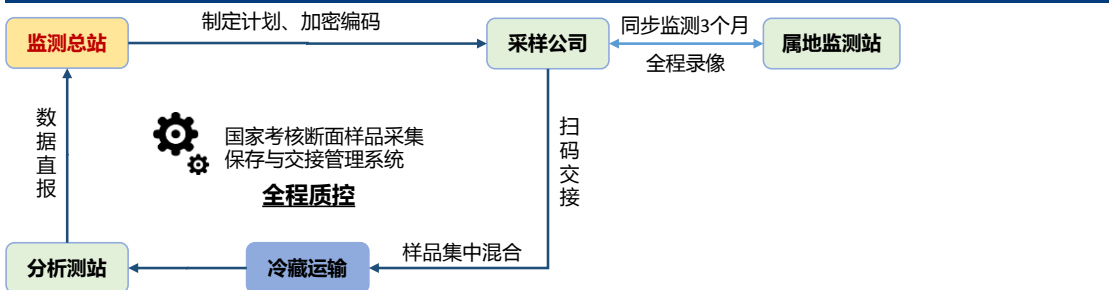 制定计划、加密编码
监测总站
采样公司
同步监测3个月
全程录像
属地监测站
数据直报
国家考核断面样品采集
保存与交接管理系统
全程质控
扫码交接
样品集中混合
分析测站
冷藏运输